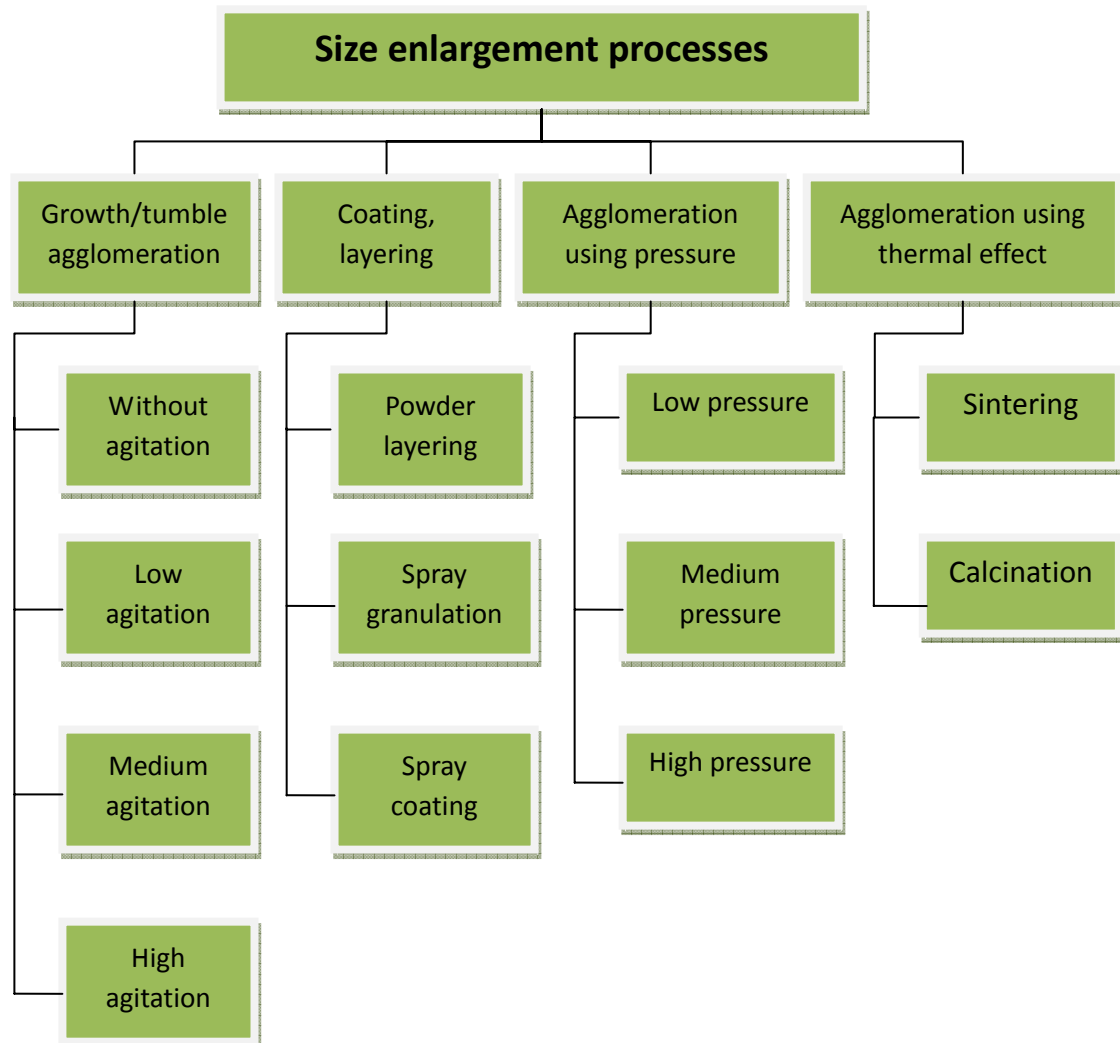 Size enlargement processes
Growth/tumble
agglomeration
Coating,
layering
Agglomeration
using pressure
Agglomeration using
thermal effect
Without
agitation
Low
agitation
Medium
agitation
High
agitation
Powder
layering
Spray
granulation
Spray
coating
Low pressure
Medium
pressure
High pressure
Sintering
Calcination